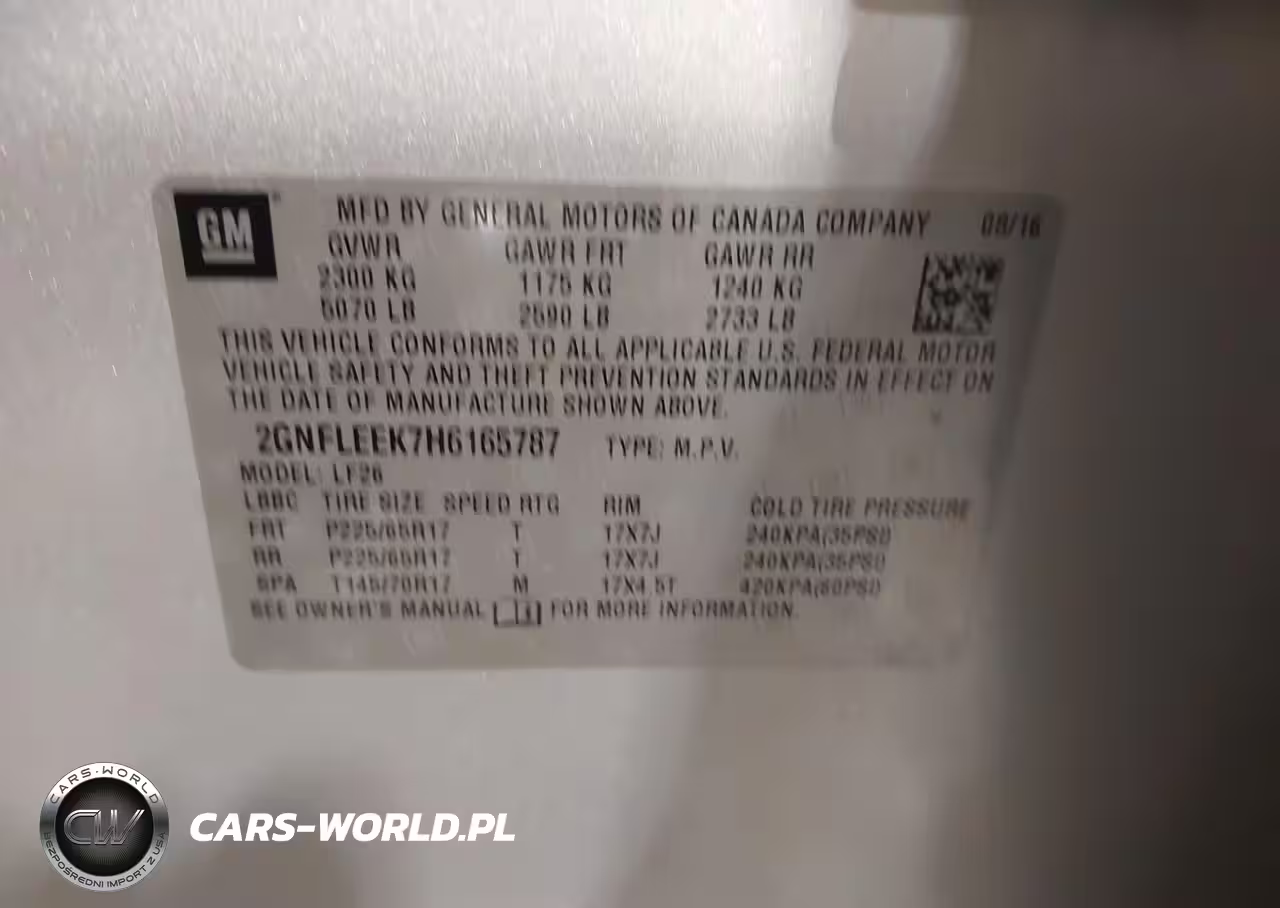 GM
MFD BY GENERAL MOTORS OF CANADA COMPANY 08/16
GVWR GAWR FRT GAWR RR
2300 KG 1175 KG 1240 KG
5070 LB 2590 LB 2733 LB
THIS VEHICLE CONFORMS TO ALL APPLICABLE U.S. FEDERAL MOTOR
VEHICLE SAFETY AND THEFT PREVENTION STANDARDS IN EFFECT ON
THE DATE OF MANUFACTURE SHOWN ABOVE.
2GNFLEEK7H6165787 TYPE: M.P.V.
MODEL: LF26
LBBC TIRE SIZE SPEED RTG RIM COLD TIRE PRESSURE
FRT P225/65R17 T 17X7J 240KPA(35PSI)
RR P225/65R17 T 17X7J 240KPA(35PSI)
SPA T145/70R17 M 17X4.5T 420KPA(60PSI)
SEE OWNER'S MANUAL FOR MORE INFORMATION.
CARS-WORLD
CW
BEZPOŚREDNI IMPORT Z USA
CARS-WORLD.PL